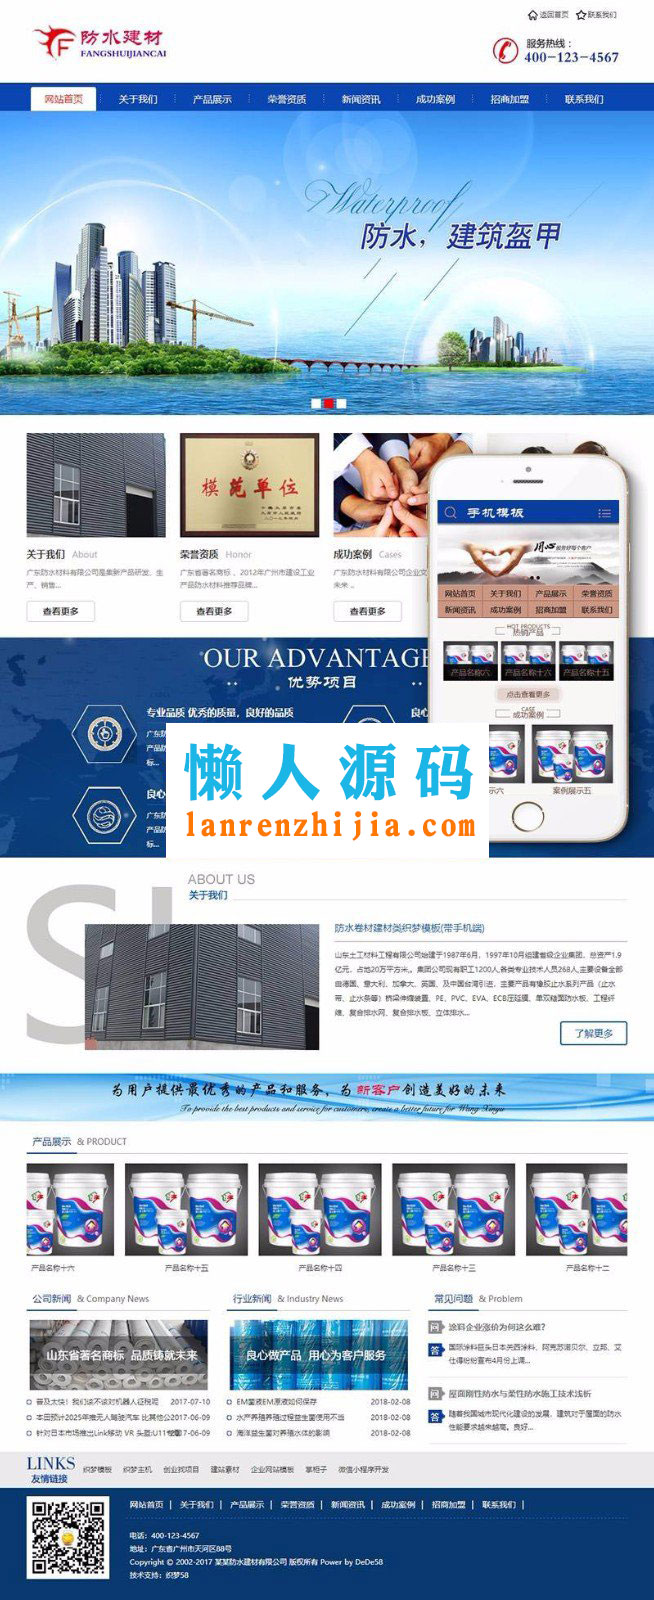 返回首页 联系我们
防水建材
FANGSHUIJIANCAI
服务热线：
400-123-4567
网站首页 关于我们 产品展示 荣誉资质 新闻资讯 成功案例 招商加盟 联系我们
Waterproof
防水，建筑盔甲
模范单位
关于我们 About
广东防水材料有限公司是集新产品研发、生
产、销售...
查看更多
荣誉资质 Honor
广东省著名商标 、2012年广州市建设工业
产品防水材料推荐品牌...
查看更多
成功案例 Cases
广东防水材料有限公司企业文
未来 ..
查看更多
手机模板
用心 服务好每个客户
网站首页 关于我们 产品展示 荣誉资质
新闻资讯 成功案例 招商加盟 联系我们
HOT PRODUCTS
热销产品
产品名称六 产品名称十六 产品名称十五
点击查看更多
CASE
成功案例
示六 案例展示五
OUR ADVANTAGE
优势项目
专业品质 优秀的质量，良好的品质
广东防
产品防
标...
良心
广东防
产品防
标...
良心
懒人源码
lanrenzhijia.com
SU
ABOUT US
关于我们
防水卷材建材类织梦模板(带手机端)
山东土工材料工程有限公司始建于1987年6月，1997年10月组建省级企业集团，总资产1.9
亿元，占地20万平方米。集团公司现有职工1200人,各类专业技术人员268人,主要设备全部
由德国、意大利、加拿大、英国、及中国台湾引进，主要产品有橡胶止水系列产品（止水
带、止水条等）桥梁伸缩装置、PE、PVC、EVA、ECB压延膜、单双糙面防水板、工程纤
维、复合排水网、复合排水板、立体排水...
了解更多
为用户提供最优秀的产品和服务，为 新客户 创造美好的未来
To provide the best products and service for customers, create a better future for Wang Xinyu
产品展示 & PRODUCT
产品名称十六 产品名称十五 产品名称十四 产品名称十三 产品名称十二
公司新闻 & Company News
山东省著名商标 品质铸就未来
普及太快！我们该不该对机器人征税呢 2017-07-10
本田预计2025年推无人驾驶汽车 比其他公 2017-06-09
针对日本市场推出Link移动 VR 头盔:U11 2017-06-09
行业新闻 & Industry News
良心做产品 用心为客户服务
EM菌液EM原液如何保存 2018-02-08
水产养殖养殖过程益生菌使用不当 2018-02-08
海洋益生菌对养殖水体的影响 2018-02-08
常见问题 & Problem
问 涂料企业涨价为何这么难？
答 国际涂料巨头日本关西涂料、阿克苏诺贝尔、立邦、艾
仕得纷纷宣布4月份上调...
问 屋面刚性防水与柔性防水施工技术浅析
答 随着我国城市现代化建设的发展，建筑对于屋面的防水
性能要求越来越高。良好...
LINKS
友情链接
织梦模板 织梦主机 创业找项目 建站素材 企业网站模板 掌柜子 微信小程序开发
网站首页 | 关于我们 | 产品展示 | 荣誉资质 | 新闻资讯 | 成功案例 | 招商加盟 | 联系我们 |
电话：400-123-4567
地址：广东省广州市天河区88号
Copyright © 2002-2017 某某防水建材有限公司 版权所有 Power by DeDe58
技术支持：织梦58